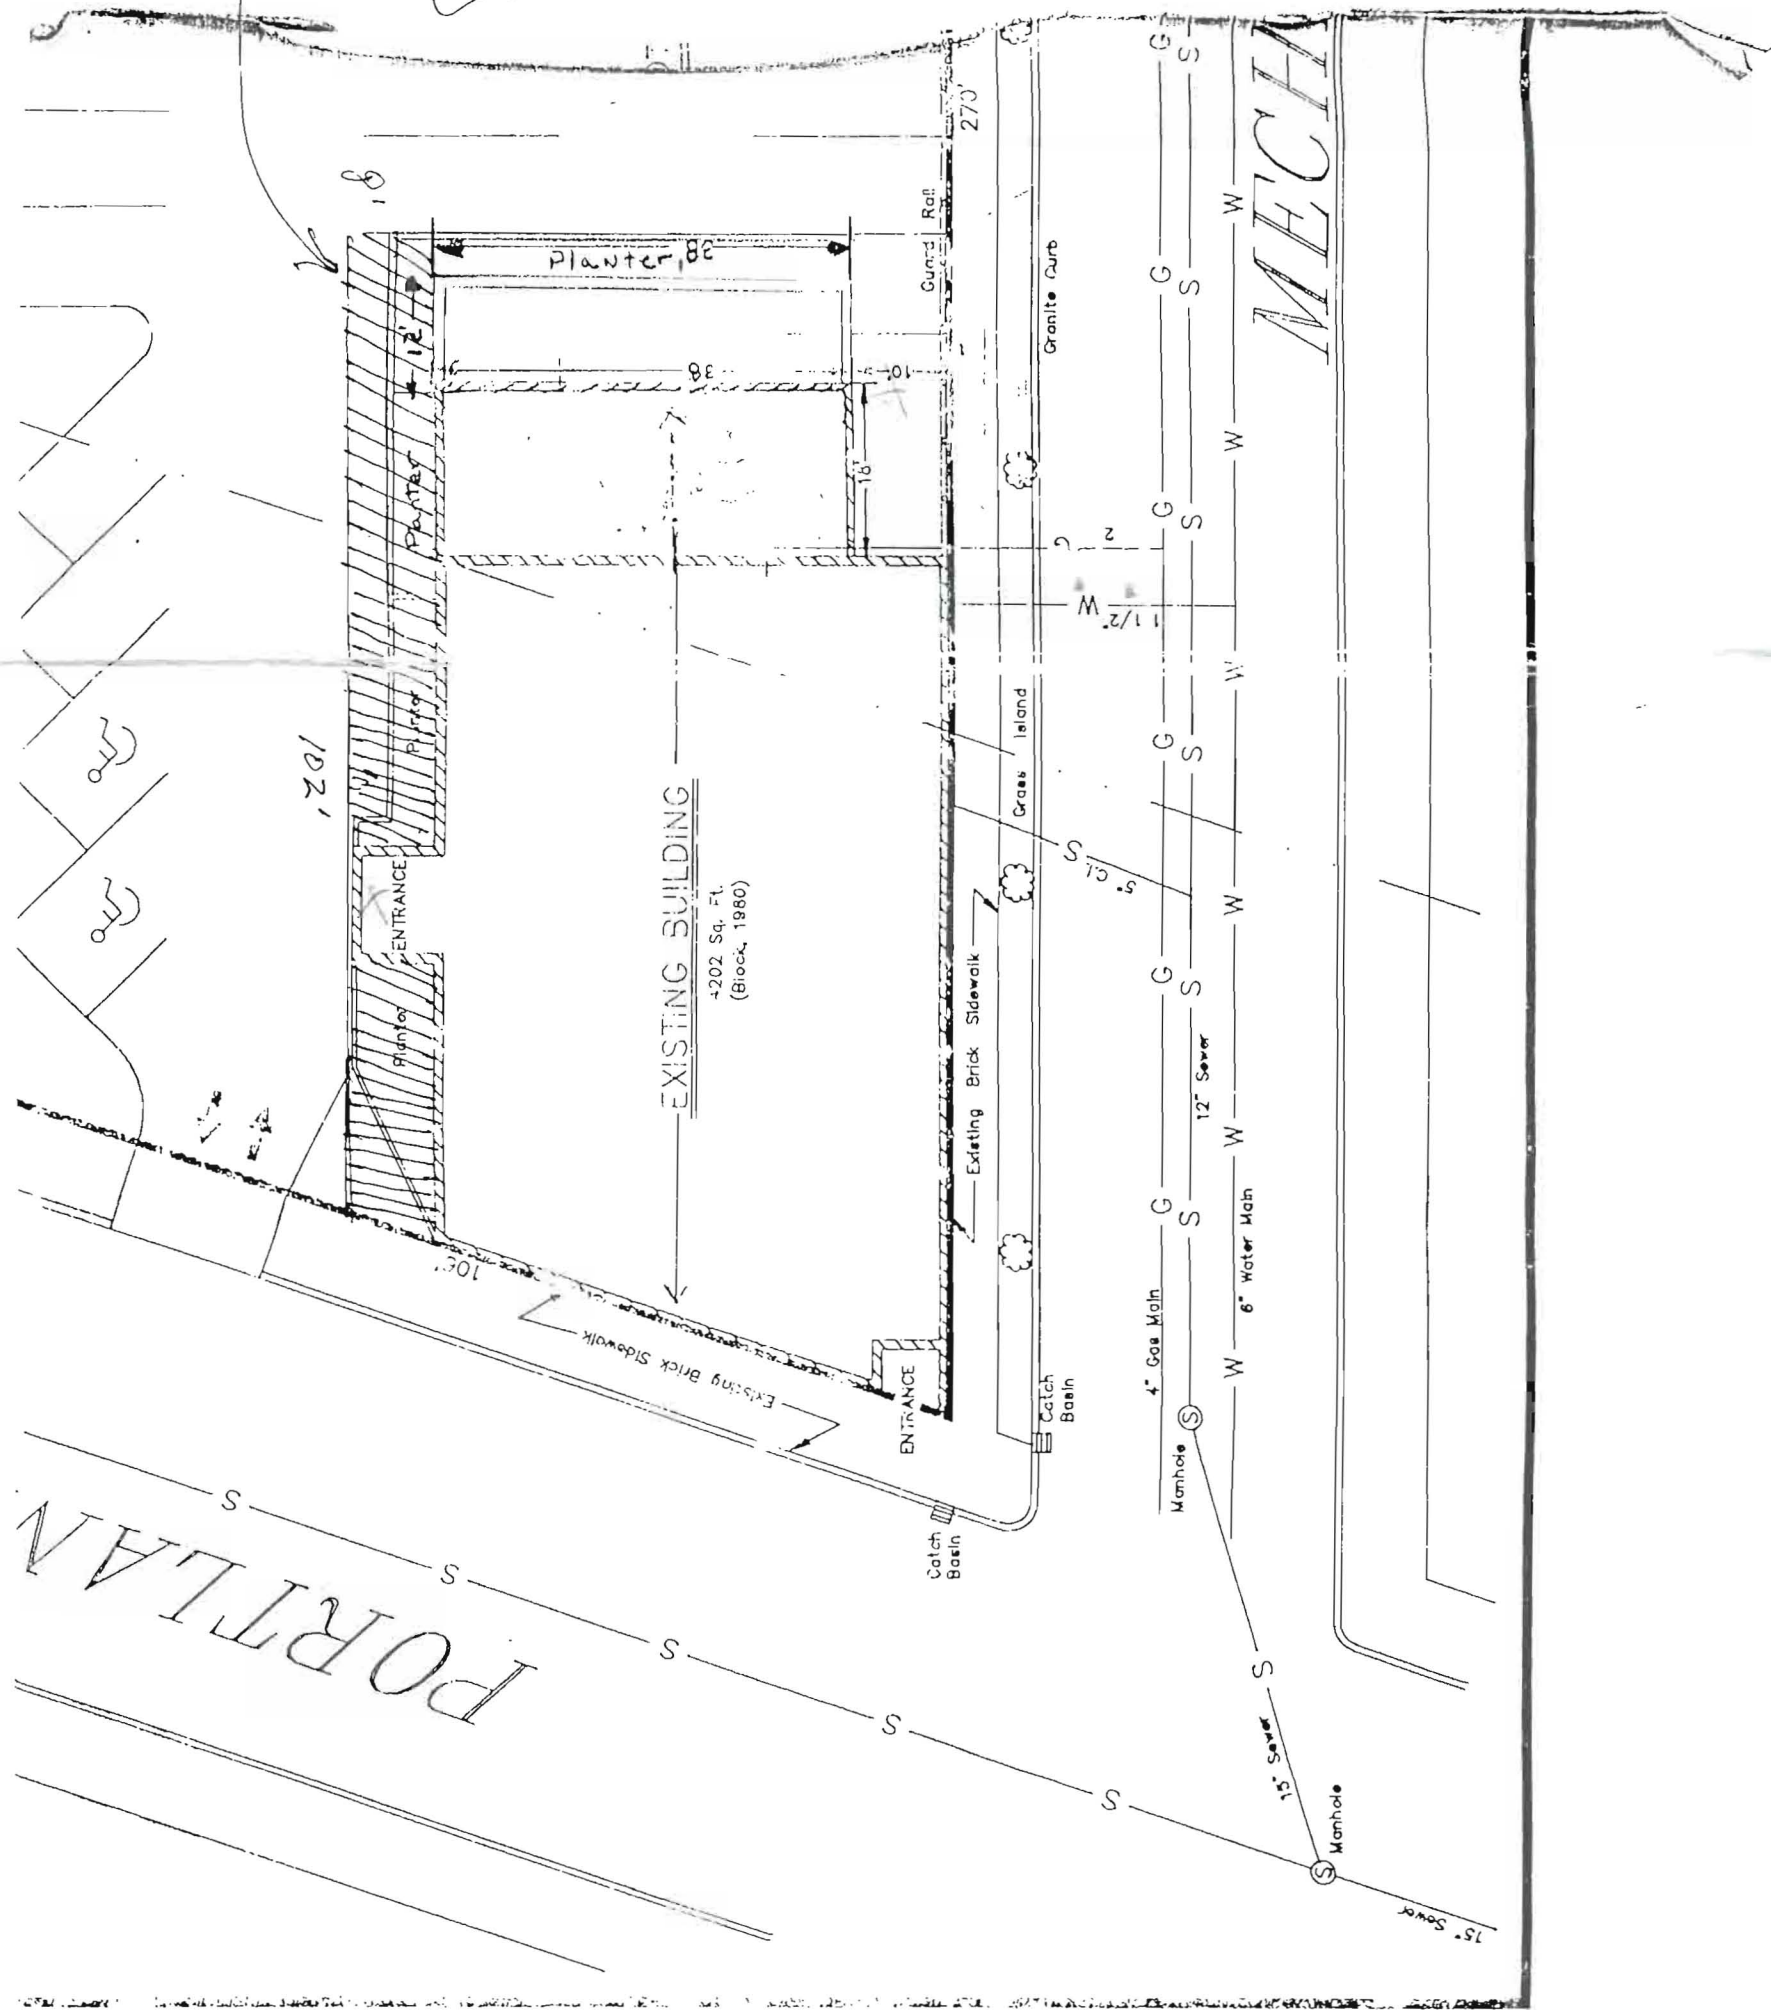 270'
18
Planter
38
12'
Guard Rail
Granite Curb
38
10'
Planter
16'
G
2
W
1 1/2"
Planter
102'
Grass Island
EXISTING BUILDING
4202 Sq. Ft.
(Block, 1980)
ENTRANCE
S
5" C.I.
Planter
Existing Brick Sidewalk
G G G G G G
S S S S S S
12" Sewer
W W W W W W
4" Gas Main
6" Water Main
MECH
106'
Existing Brick Sidewalk
ENTRANCE
Catch
Basin
Catch
Basin
Manhole
S
PORTLAN
S S S S S S
S
15" Sewer
Manhole
S
15" Sewer